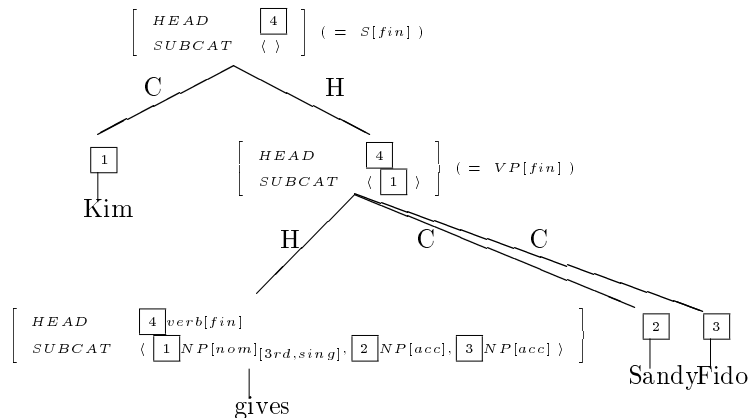 HEAD 4
SUBCAT ⟨ ⟩ ( = S[fin] )
C H
1 HEAD 4
SUBCAT ⟨ 1 ⟩ ( = VP[fin] )
Kim
H C C
HEAD 4 verb[fin]
SUBCAT ⟨ 1 NP[nom][3rd,sing], 2 NP[acc], 3 NP[acc] ⟩
2 3
Sandy Fido
gives